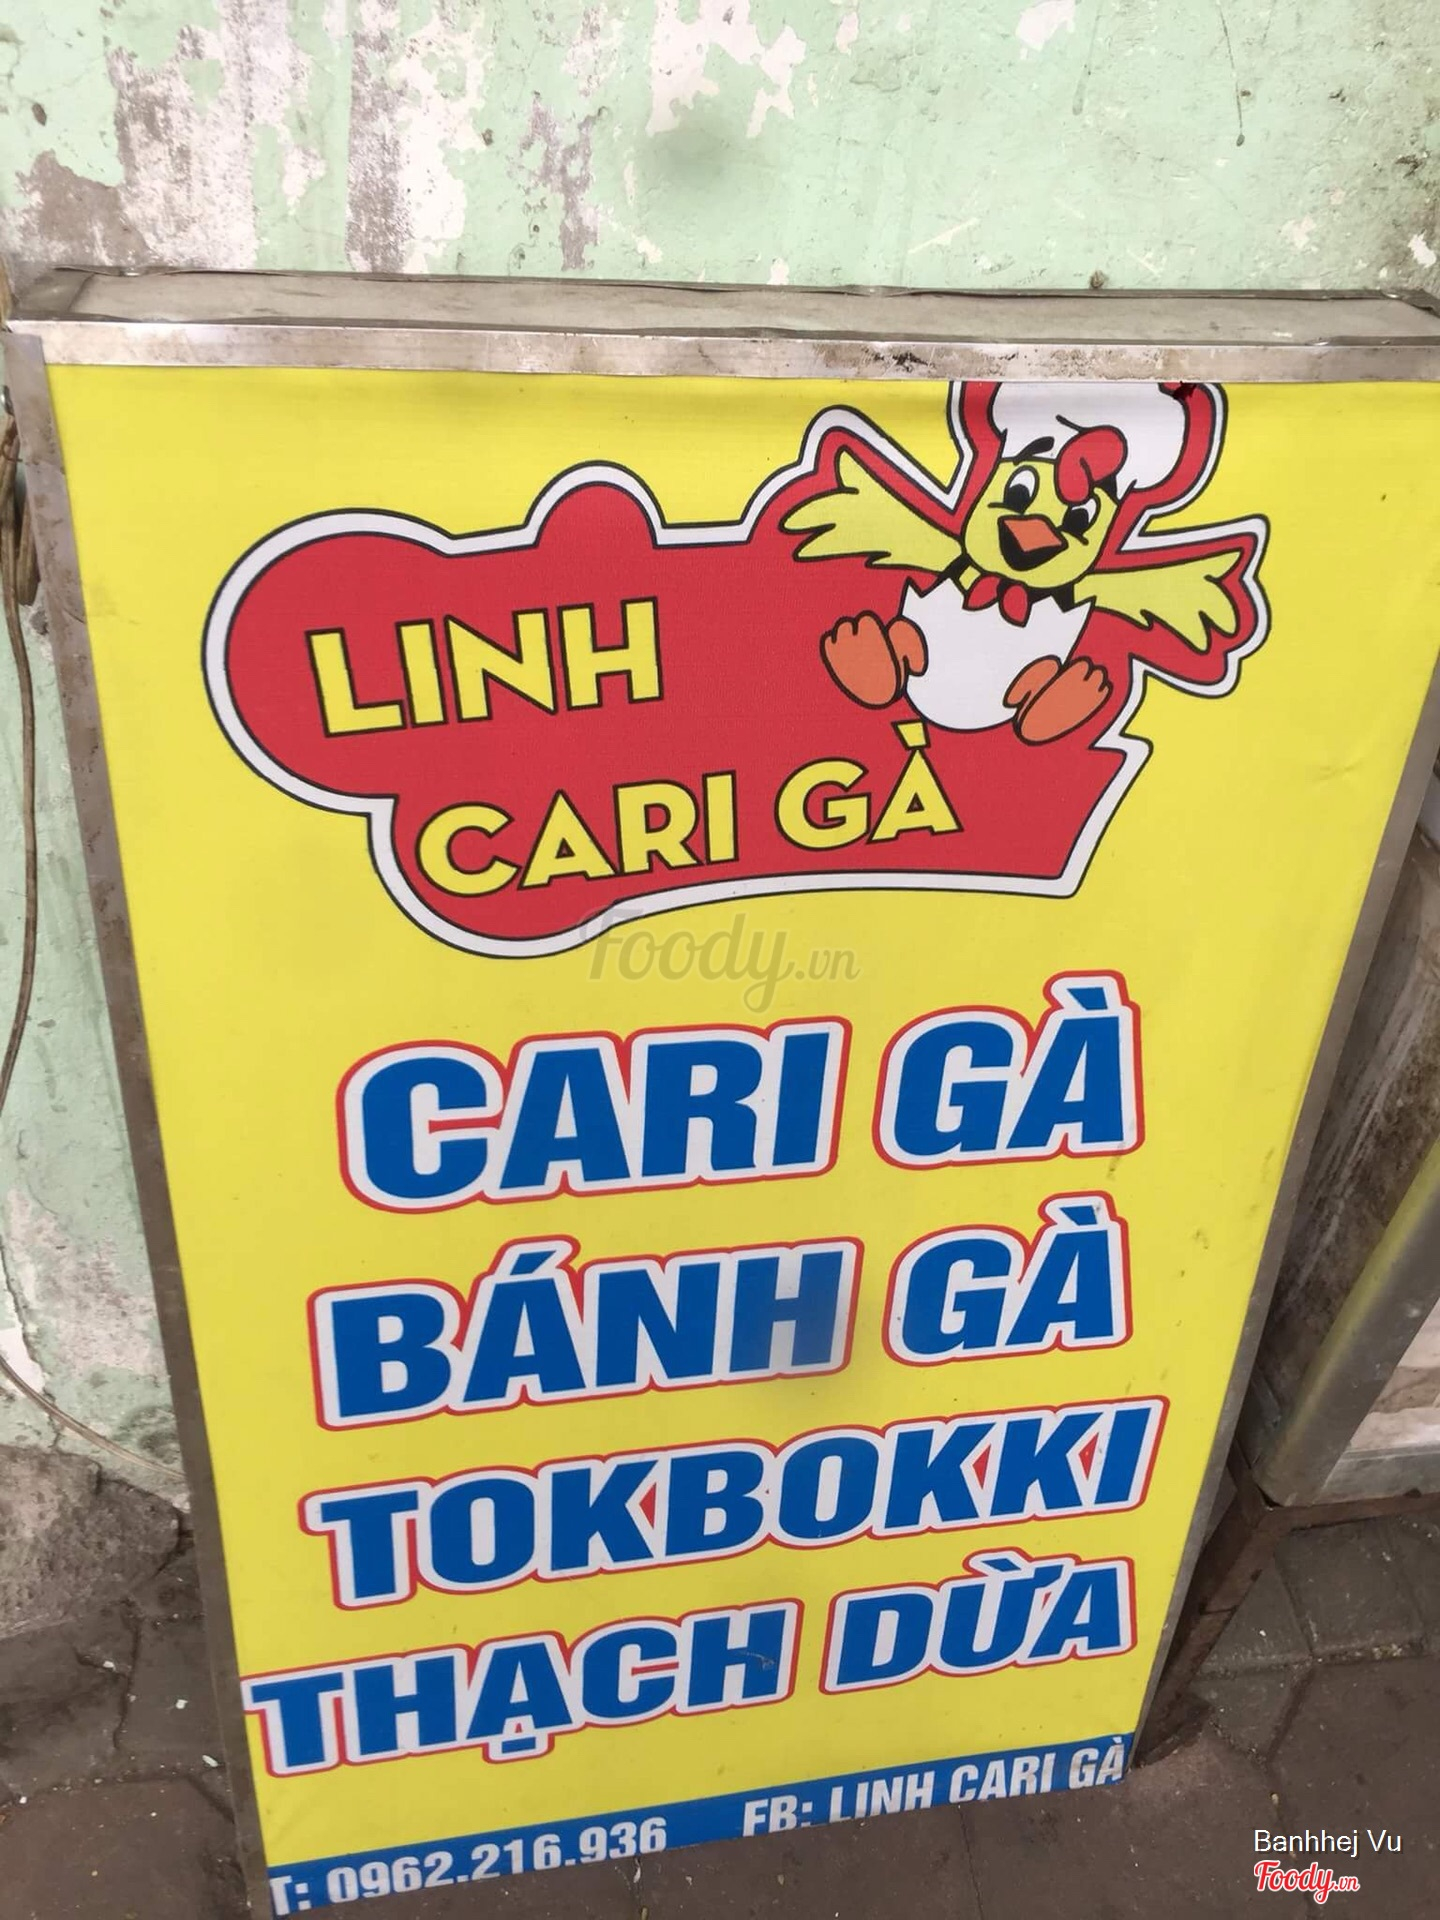 LINH
CARI GÀ
Foody.vn
CARI GÀ
BÁNH GÀ
TOKBOKKI
THẠCH DỪA
T: 0962.216.936 FB: LINH CARI GÀ
Banhhej Vu
Foody.vn